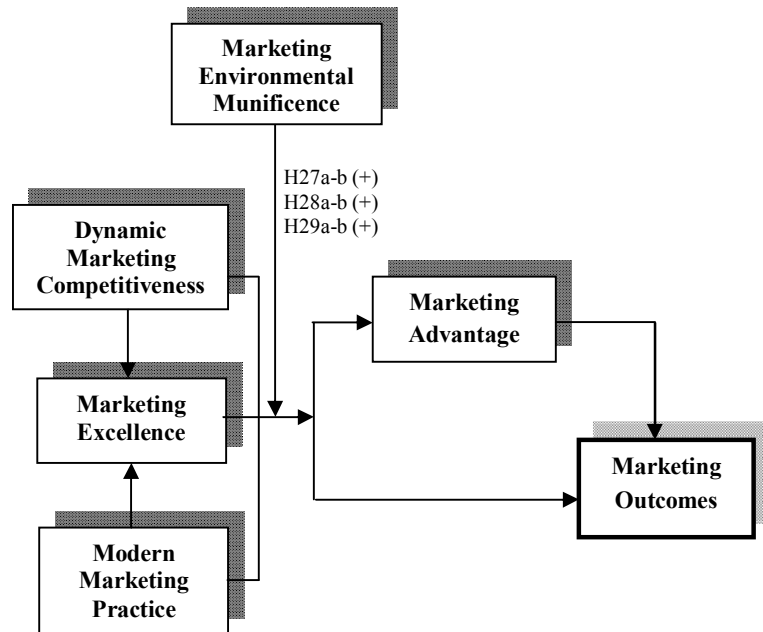 Marketing
Environmental
Munificence
H27a-b (+)
H28a-b (+)
H29a-b (+)
Dynamic
Marketing
Competitiveness
Marketing
Advantage
Marketing
Excellence
Marketing
Outcomes
Modern
Marketing
Practice